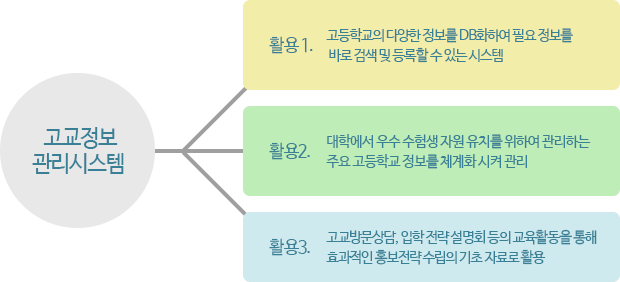 고교정보
관리시스템
활용1.
고등학교의 다양한 정보를 DB화하여 필요 정보를
바로 검색 및 등록할 수 있는 시스템
활용2.
대학에서 우수 수험생 자원 유치를 위하여 관리하는
주요 고등학교 정보를 체계화 시켜 관리
활용3.
고교방문상담, 입학 전략 설명회 등의 교육활동을 통해
효과적인 홍보전략 수립의 기초 자료로 활용